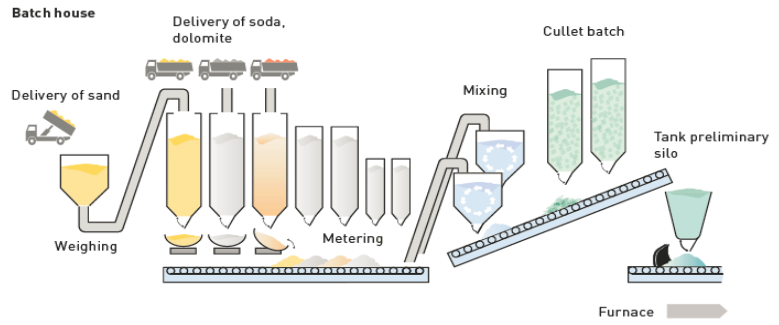 Batch house
Delivery of soda,
dolomite
Cullet batch
Delivery of sand
Mixing
Tank preliminary
silo
Weighing
Metering
Furnace